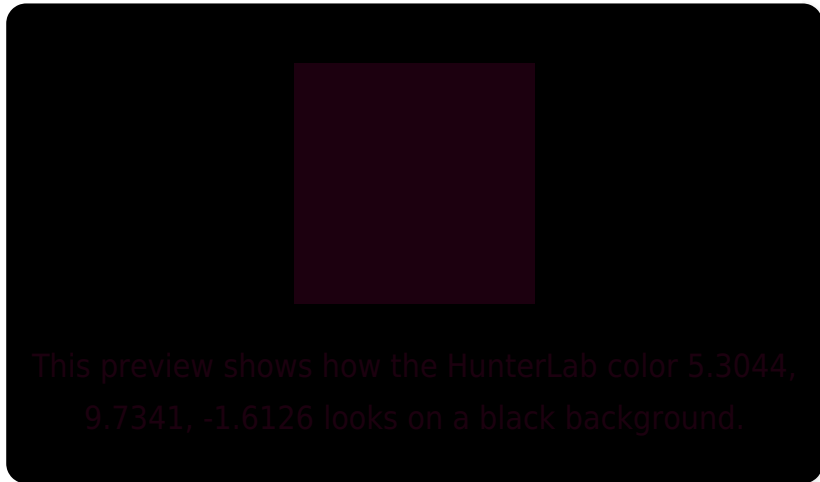 This preview shows how the HunterLab color 5.3044,
9.7341, -1.6126 looks on a black background.